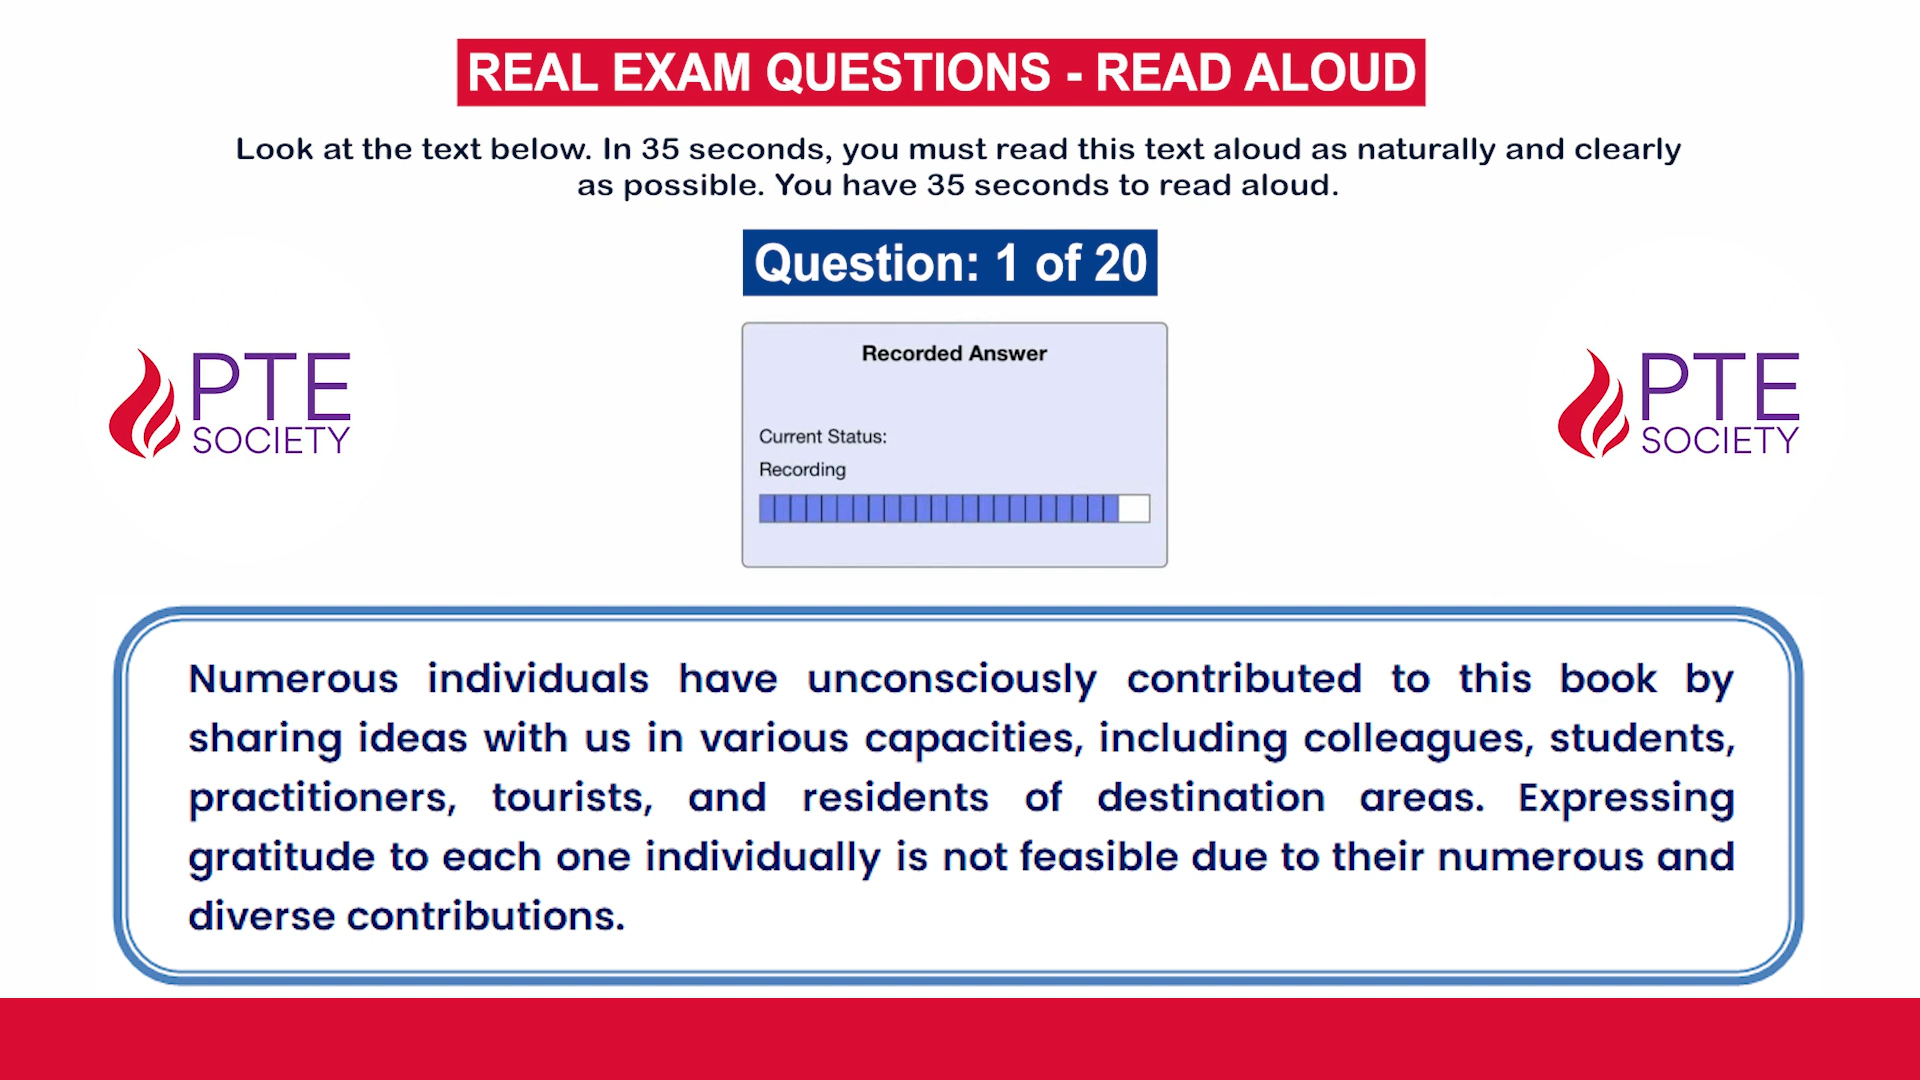 REAL EXAM QUESTIONS - READ ALOUD
Look at the text below. In 35 seconds, you must read this text aloud as naturally and clearly
as possible. You have 35 seconds to read aloud.
Question: 1 of 20
PTE
SOCIETY
Recorded Answer
Current Status:
Recording
PTE
SOCIETY
Numerous individuals have unconsciously contributed to this book by
sharing ideas with us in various capacities, including colleagues, students,
practitioners, tourists, and residents of destination areas. Expressing
gratitude to each one individually is not feasible due to their numerous and
diverse contributions.